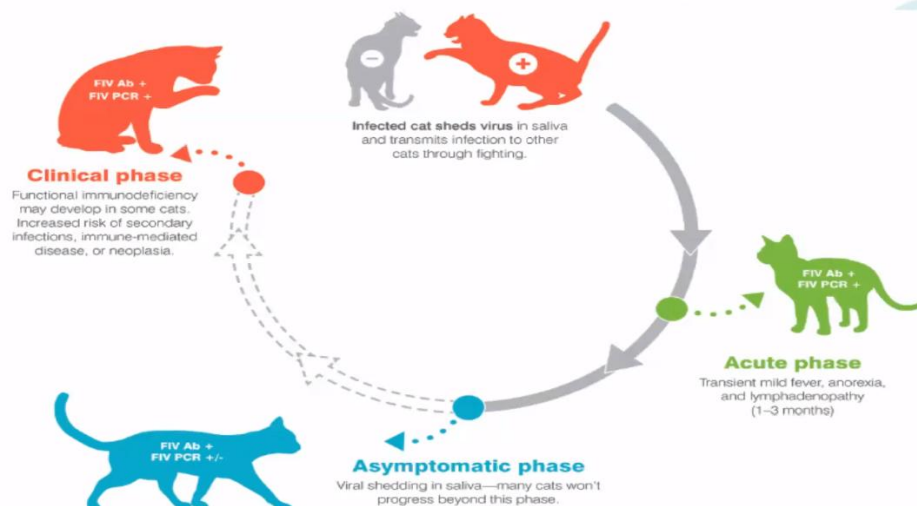 −
+
Infected cat sheds virus in saliva
and transmits infection to other
cats through fighting.
FIV Ab +
FIV PCR +
Clinical phase
Functional immunodeficiency
may develop in some cats.
Increased risk of secondary
infections, immune-mediated
disease, or neoplasia.
FIV Ab +
FIV PCR +
Acute phase
Transient mild fever, anorexia,
and lymphadenopathy
(1–3 months)
FIV Ab +
FIV PCR +/-
Asymptomatic phase
Viral shedding in saliva—many cats won't
progress beyond this phase.